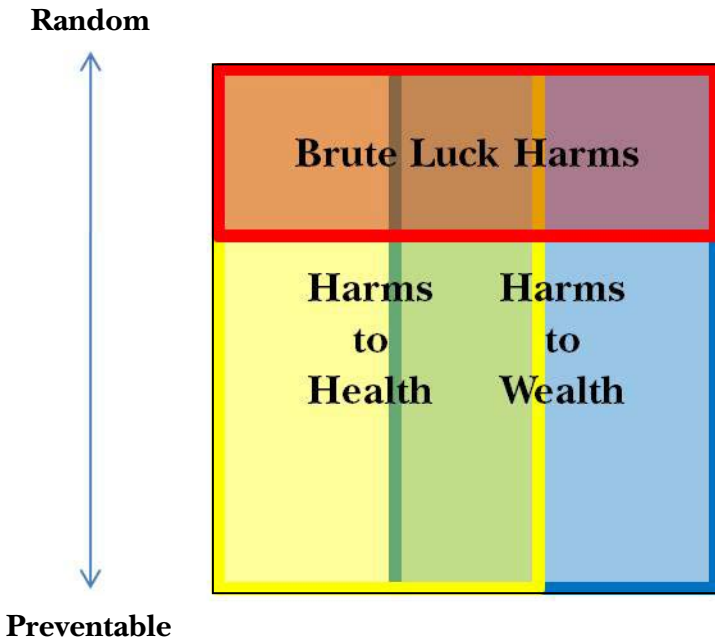 Random
Brute Luck Harms
Harms
to
Health
Harms
to
Wealth
Preventable